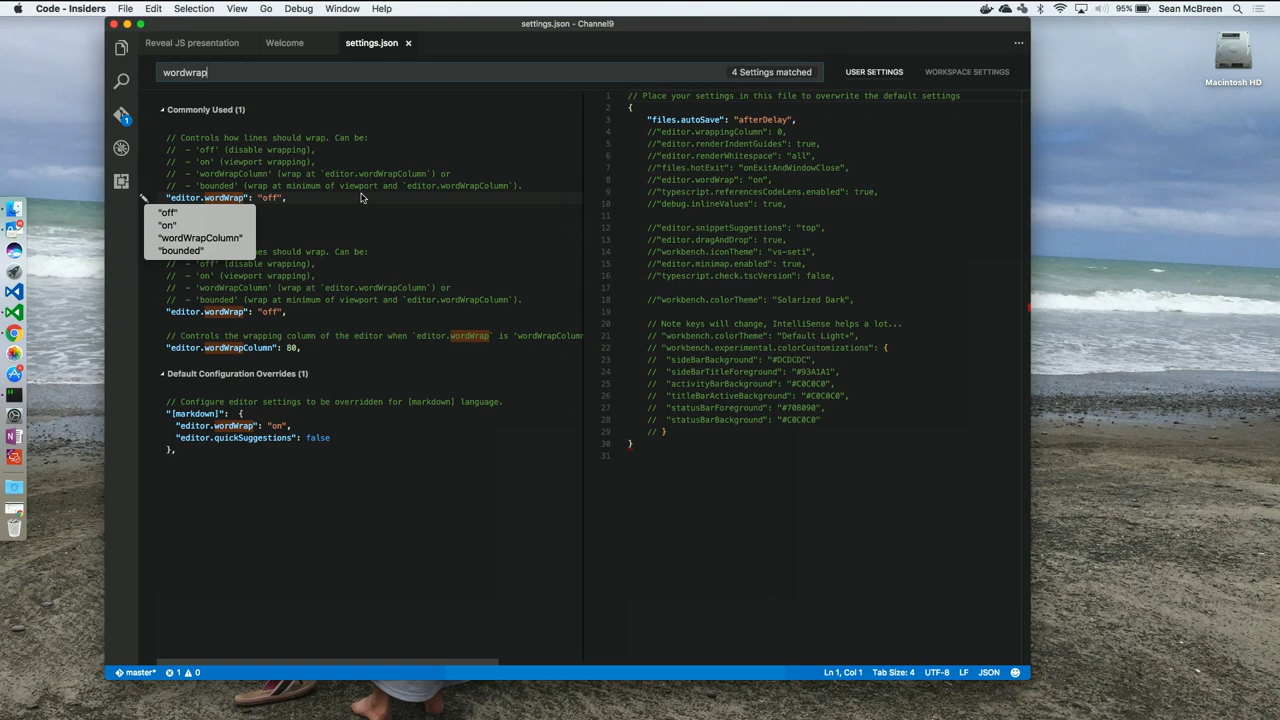 Code - Insiders File Edit Selection View Go Debug Window Help 95% Sean McBreen
settings.json - Channel9
Reveal JS presentation Welcome settings.json
wordwrap 4 Settings matched USER SETTINGS WORKSPACE SETTINGS
Macintosh HD
Commonly Used (1)
// Controls how lines should wrap. Can be:
// - 'off' (disable wrapping),
// - 'on' (viewport wrapping),
// - 'wordWrapColumn' (wrap at `editor.wordWrapColumn`) or
// - 'bounded' (wrap at minimum of viewport and `editor.wordWrapColumn`).
"editor.wordWrap": "off",
"off"
"on"
"wordWrapColumn"
"bounded"
lines should wrap. Can be:
// - 'off' (disable wrapping),
// - 'on' (viewport wrapping),
// - 'wordWrapColumn' (wrap at `editor.wordWrapColumn`) or
// - 'bounded' (wrap at minimum of viewport and `editor.wordWrapColumn`).
"editor.wordWrap": "off",
// Controls the wrapping column of the editor when `editor.wordWrap` is 'wordWrapColumn
"editor.wordWrapColumn": 80,
Default Configuration Overrides (1)
// Configure editor settings to be overridden for [markdown] language.
"[markdown]": {
"editor.wordWrap": "on",
"editor.quickSuggestions": false
},
1 // Place your settings in this file to overwrite the default settings
2 {
3 "files.autoSave": "afterDelay",
4 //"editor.wrappingColumn": 0,
5 //"editor.renderIndentGuides": true,
6 //"editor.renderWhitespace": "all",
7 //"files.hotExit": "onExitAndWindowClose",
8 //"editor.wordWrap": "on",
9 //"typescript.referencesCodeLens.enabled": true,
10 //"debug.inlineValues": true,
11
12 //"editor.snippetSuggestions": "top",
13 //"editor.dragAndDrop": true,
14 //"workbench.iconTheme": "vs-seti",
15 //"editor.minimap.enabled": true,
16 //"typescript.check.tscVersion": false,
17
18 //"workbench.colorTheme": "Solarized Dark",
19
20 // Note keys will change, IntelliSense helps a lot...
21 // "workbench.colorTheme": "Default Light+",
22 // "workbench.experimental.colorCustomizations": {
23 // "sideBarBackground": "#DCDCDC",
24 // "sideBarTitleForeground": "#93A1A1",
25 // "activityBarBackground": "#C0C0C0",
26 // "titleBarActiveBackground": "#C0C0C0",
27 // "statusBarForeground": "#708090",
28 // "statusBarBackground": "#C0C0C0"
29 // }
30 }
31
1
master* 1 0 Ln 1, Col 1 Tab Size: 4 UTF-8 LF JSON